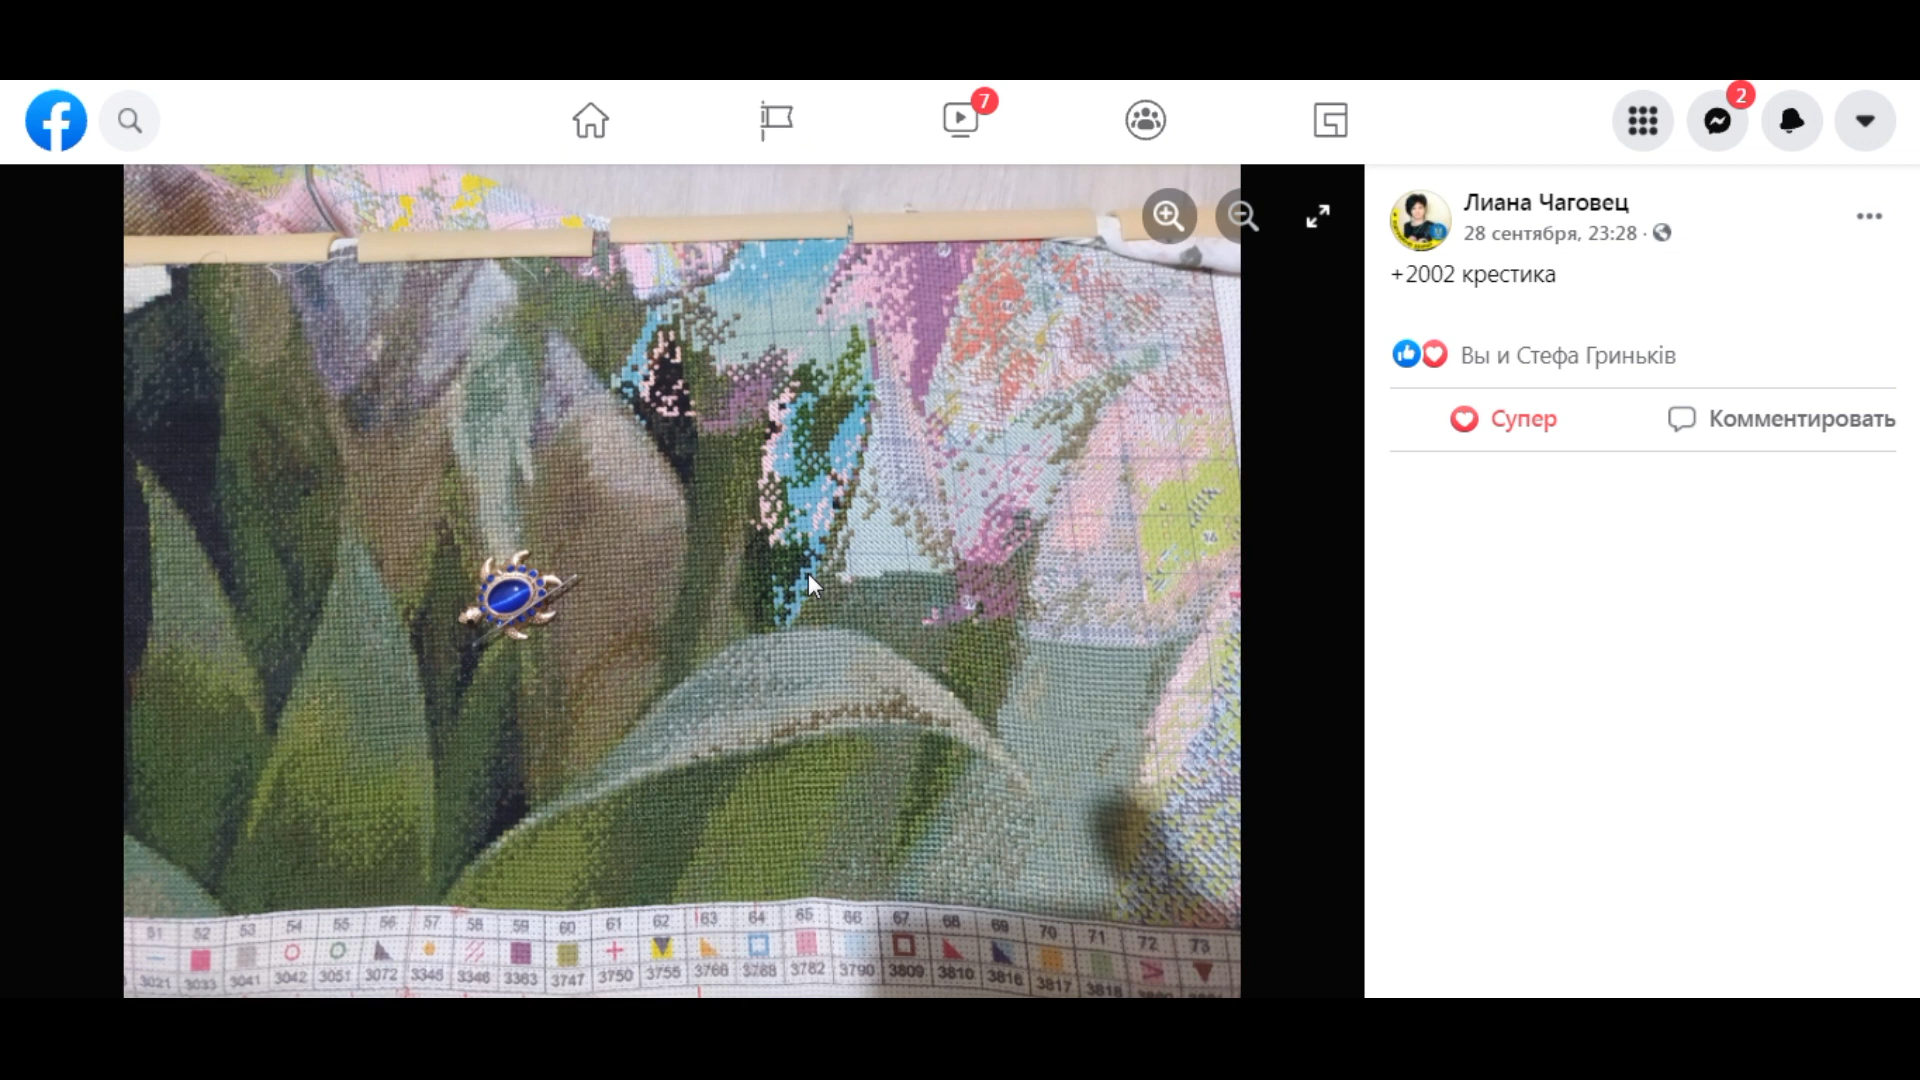 7
2
Лиана Чаговец
28 сентября, 23:28 ·
+2002 крестика
Вы и Стефа Гриньків
Супер
Комментировать
51 52 53 54 55 56 57 58 59 60 61 62 63 64 65 66 67 68 69 70 71 72 73
3021 3033 3041 3042 3051 3072 3345 3346 3363 3747 3750 3755 3766 3768 3782 3790 3809 3810 3816 3817 3818